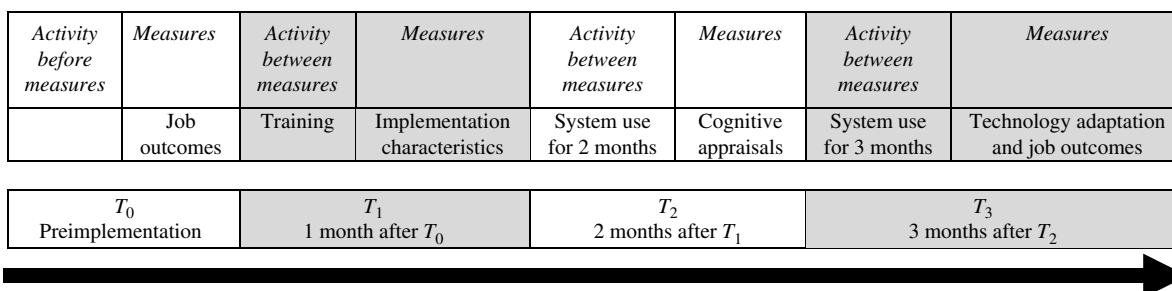 Activity before measures
Measures
Activity between measures
Measures
Activity between measures
Measures
Activity between measures
Measures
Job outcomes
Training
Implementation characteristics
System use for 2 months
Cognitive appraisals
System use for 3 months
Technology adaptation and job outcomes
T0
Preimplementation
T1
1 month after T0
T2
2 months after T1
T3
3 months after T2